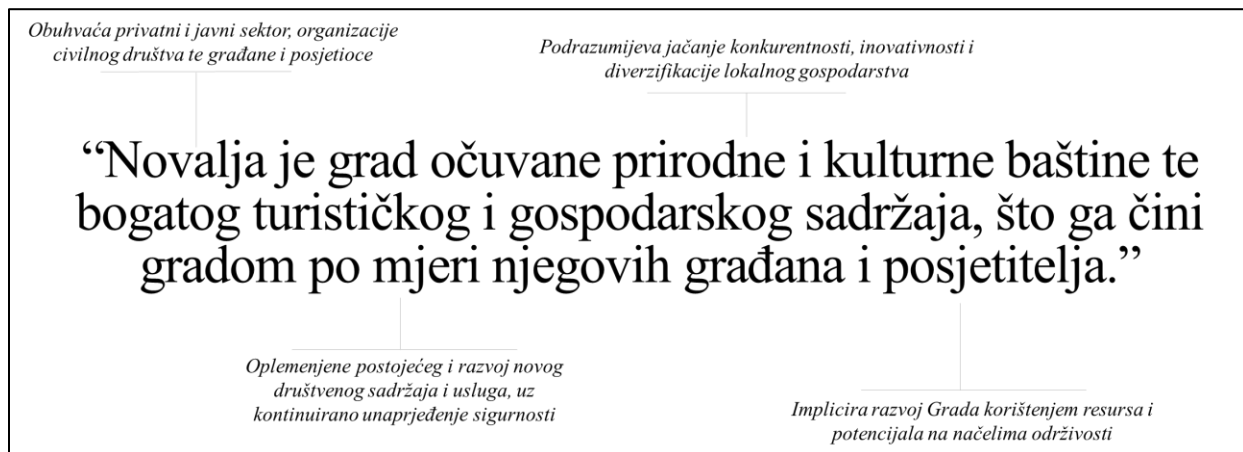 Obuhvaća privatni i javni sektor, organizacije
civilnog društva te građane i posjetioce
Podrazumijeva jačanje konkurentnosti, inovativnosti i
diverzifikacije lokalnog gospodarstva
“Novalja je grad očuvane prirodne i kulturne baštine te
bogatog turističkog i gospodarskog sadržaja, što ga čini
gradom po mjeri njegovih građana i posjetitelja.”
Oplemenjene postojećeg i razvoj novog
društvenog sadržaja i usluga, uz
kontinuirano unaprjeđenje sigurnosti
Implicira razvoj Grada korištenjem resursa i
potencijala na načelima održivosti